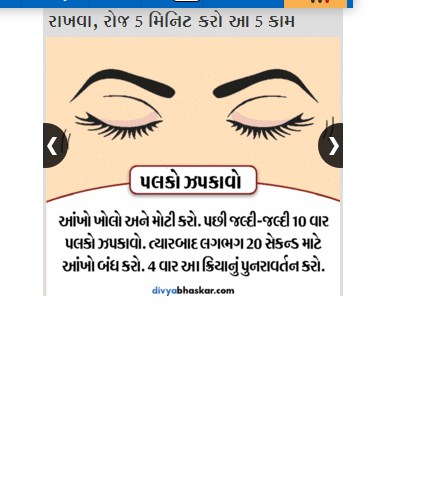 રાખવા, રોજ 5 મિનિટ કરો આ 5 કામ
પલકો ઝપકાવો
આંખો ખોલો અને મોટી કરો. પછી જલ્દી-જલ્દી 10 વાર
પલકો ઝપકાવો. ત્યારબાદ લગભગ 20 સેકન્ડ માટે
આંખો બંધ કરો. 4 વાર આ ક્રિયાનું પુનરાવર્તન કરો.
divyabhaskar.com